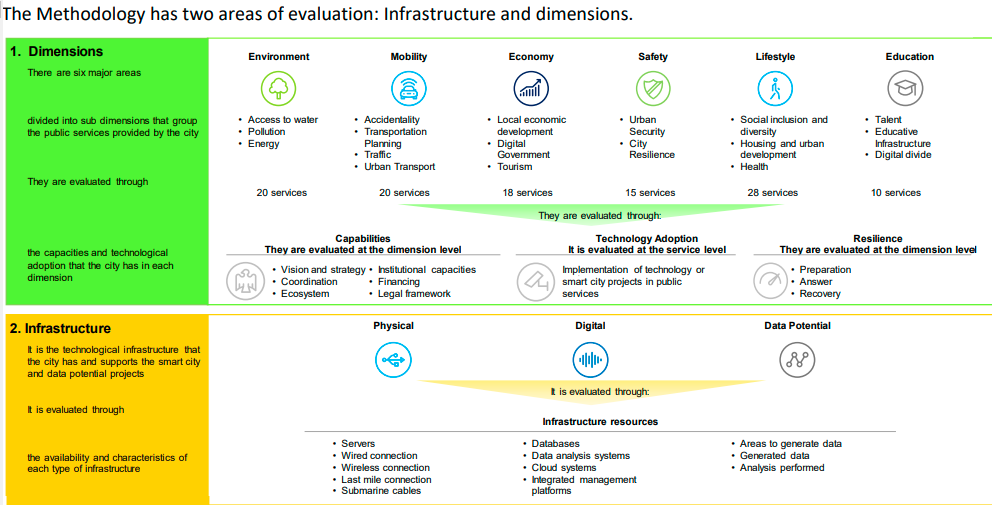 The Methodology has two areas of evaluation: Infrastructure and dimensions.
1. Dimensions
There are six major areas
divided into sub dimensions that group
the public services provided by the city
They are evaluated through
the capacities and technological
adoption that the city has in each
dimension
Environment
• Access to water
• Pollution
• Energy
20 services
Mobility
• Accidentality
• Transportation
Planning
• Traffic
• Urban Transport
20 services
Economy
• Local economic
development
• Digital
Government
• Tourism
18 services
Safety
• Urban
Security
• City
Resilience
15 services
Lifestyle
• Social inclusion and
diversity
• Housing and urban
development
• Health
28 services
Education
• Talent
• Educative
Infrastructure
• Digital divide
10 services
They are evaluated through:
Capabilities
They are evaluated at the dimension level
• Vision and strategy
• Coordination
• Ecosystem
• Institutional capacities
• Financing
• Legal framework
Technology Adoption
It is evaluated at the service level
Implementation of technology or
smart city projects in public
services
Resilience
They are evaluated at the dimension level
• Preparation
• Answer
• Recovery
2. Infrastructure
It is the technological infrastructure that
the city has and supports the smart city
and data potential projects
It is evaluated through
the availability and characteristics of
each type of infrastructure
Physical
Digital
Data Potential
It is evaluated through:
Infrastructure resources
• Servers
• Wired connection
• Wireless connection
• Last mile connection
• Submarine cables
• Databases
• Data analysis systems
• Cloud systems
• Integrated management
platforms
• Areas to generate data
• Generated data
• Analysis performed